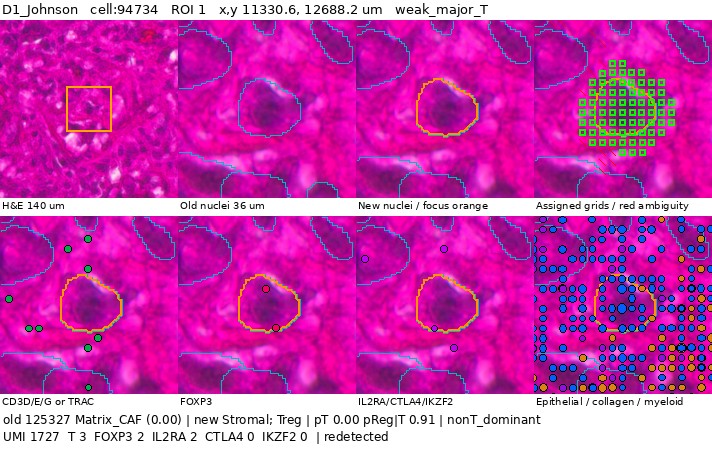 D1_Johnson cell:94734 ROI 1 x,y 11330.6, 12688.2 um weak_major_T
H&E 140 um
Old nuclei 36 um
New nuclei / focus orange
Assigned grids / red ambiguity
CD3D/E/G or TRAC
FOXP3
IL2RA/CTLA4/IKZF2
Epithelial / collagen / myeloid
old 125327 Matrix_CAF (0.00) | new Stromal; Treg | pT 0.00 pReg|T 0.91 | nonT_dominant
UMI 1727 T 3 FOXP3 2 IL2RA 2 CTLA4 0 IKZF2 0 | redetected